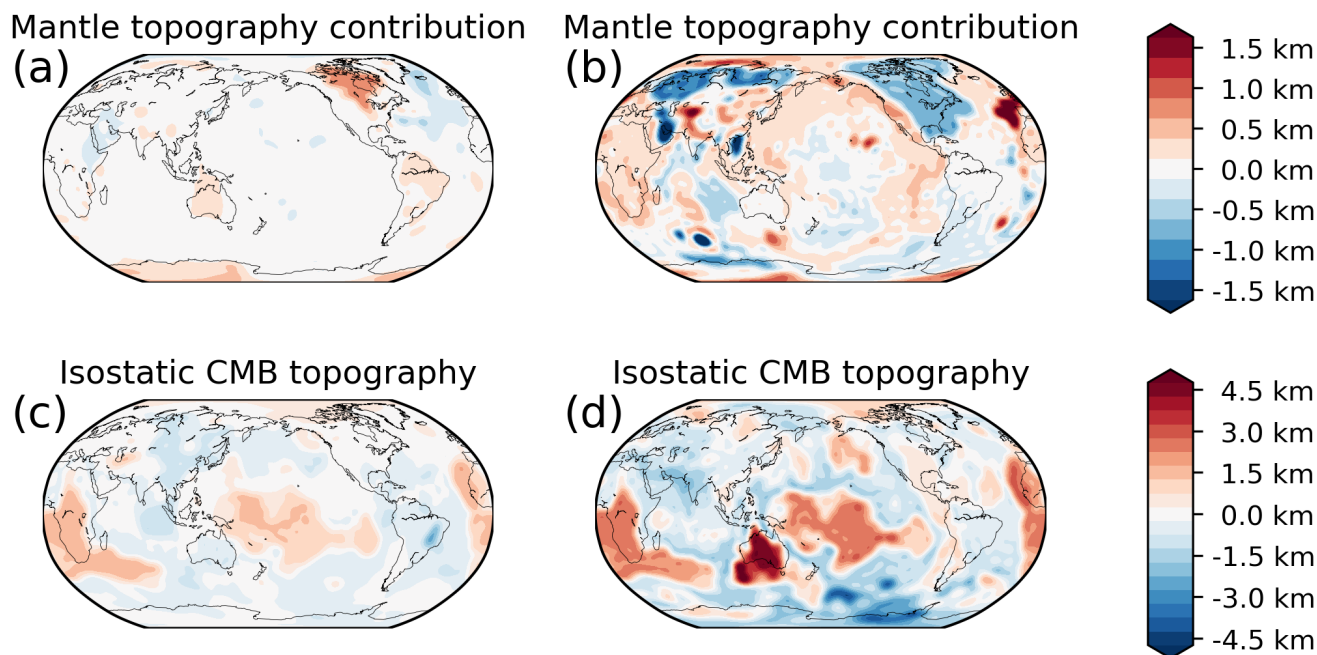 Mantle topography contribution
(a)
Mantle topography contribution
(b)
1.5 km
1.0 km
0.5 km
0.0 km
-0.5 km
-1.0 km
-1.5 km
Isostatic CMB topography
(c)
Isostatic CMB topography
(d)
4.5 km
3.0 km
1.5 km
0.0 km
-1.5 km
-3.0 km
-4.5 km